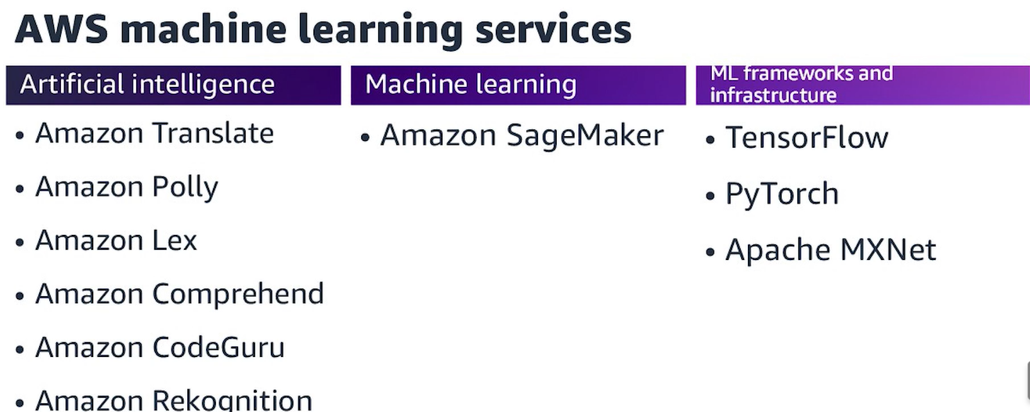 AWS machine learning services
Artificial intelligence
• Amazon Translate
• Amazon Polly
• Amazon Lex
• Amazon Comprehend
• Amazon CodeGuru
• Amazon Rekognition
Machine learning
• Amazon SageMaker
ML frameworks and
infrastructure
• TensorFlow
• PyTorch
• Apache MXNet